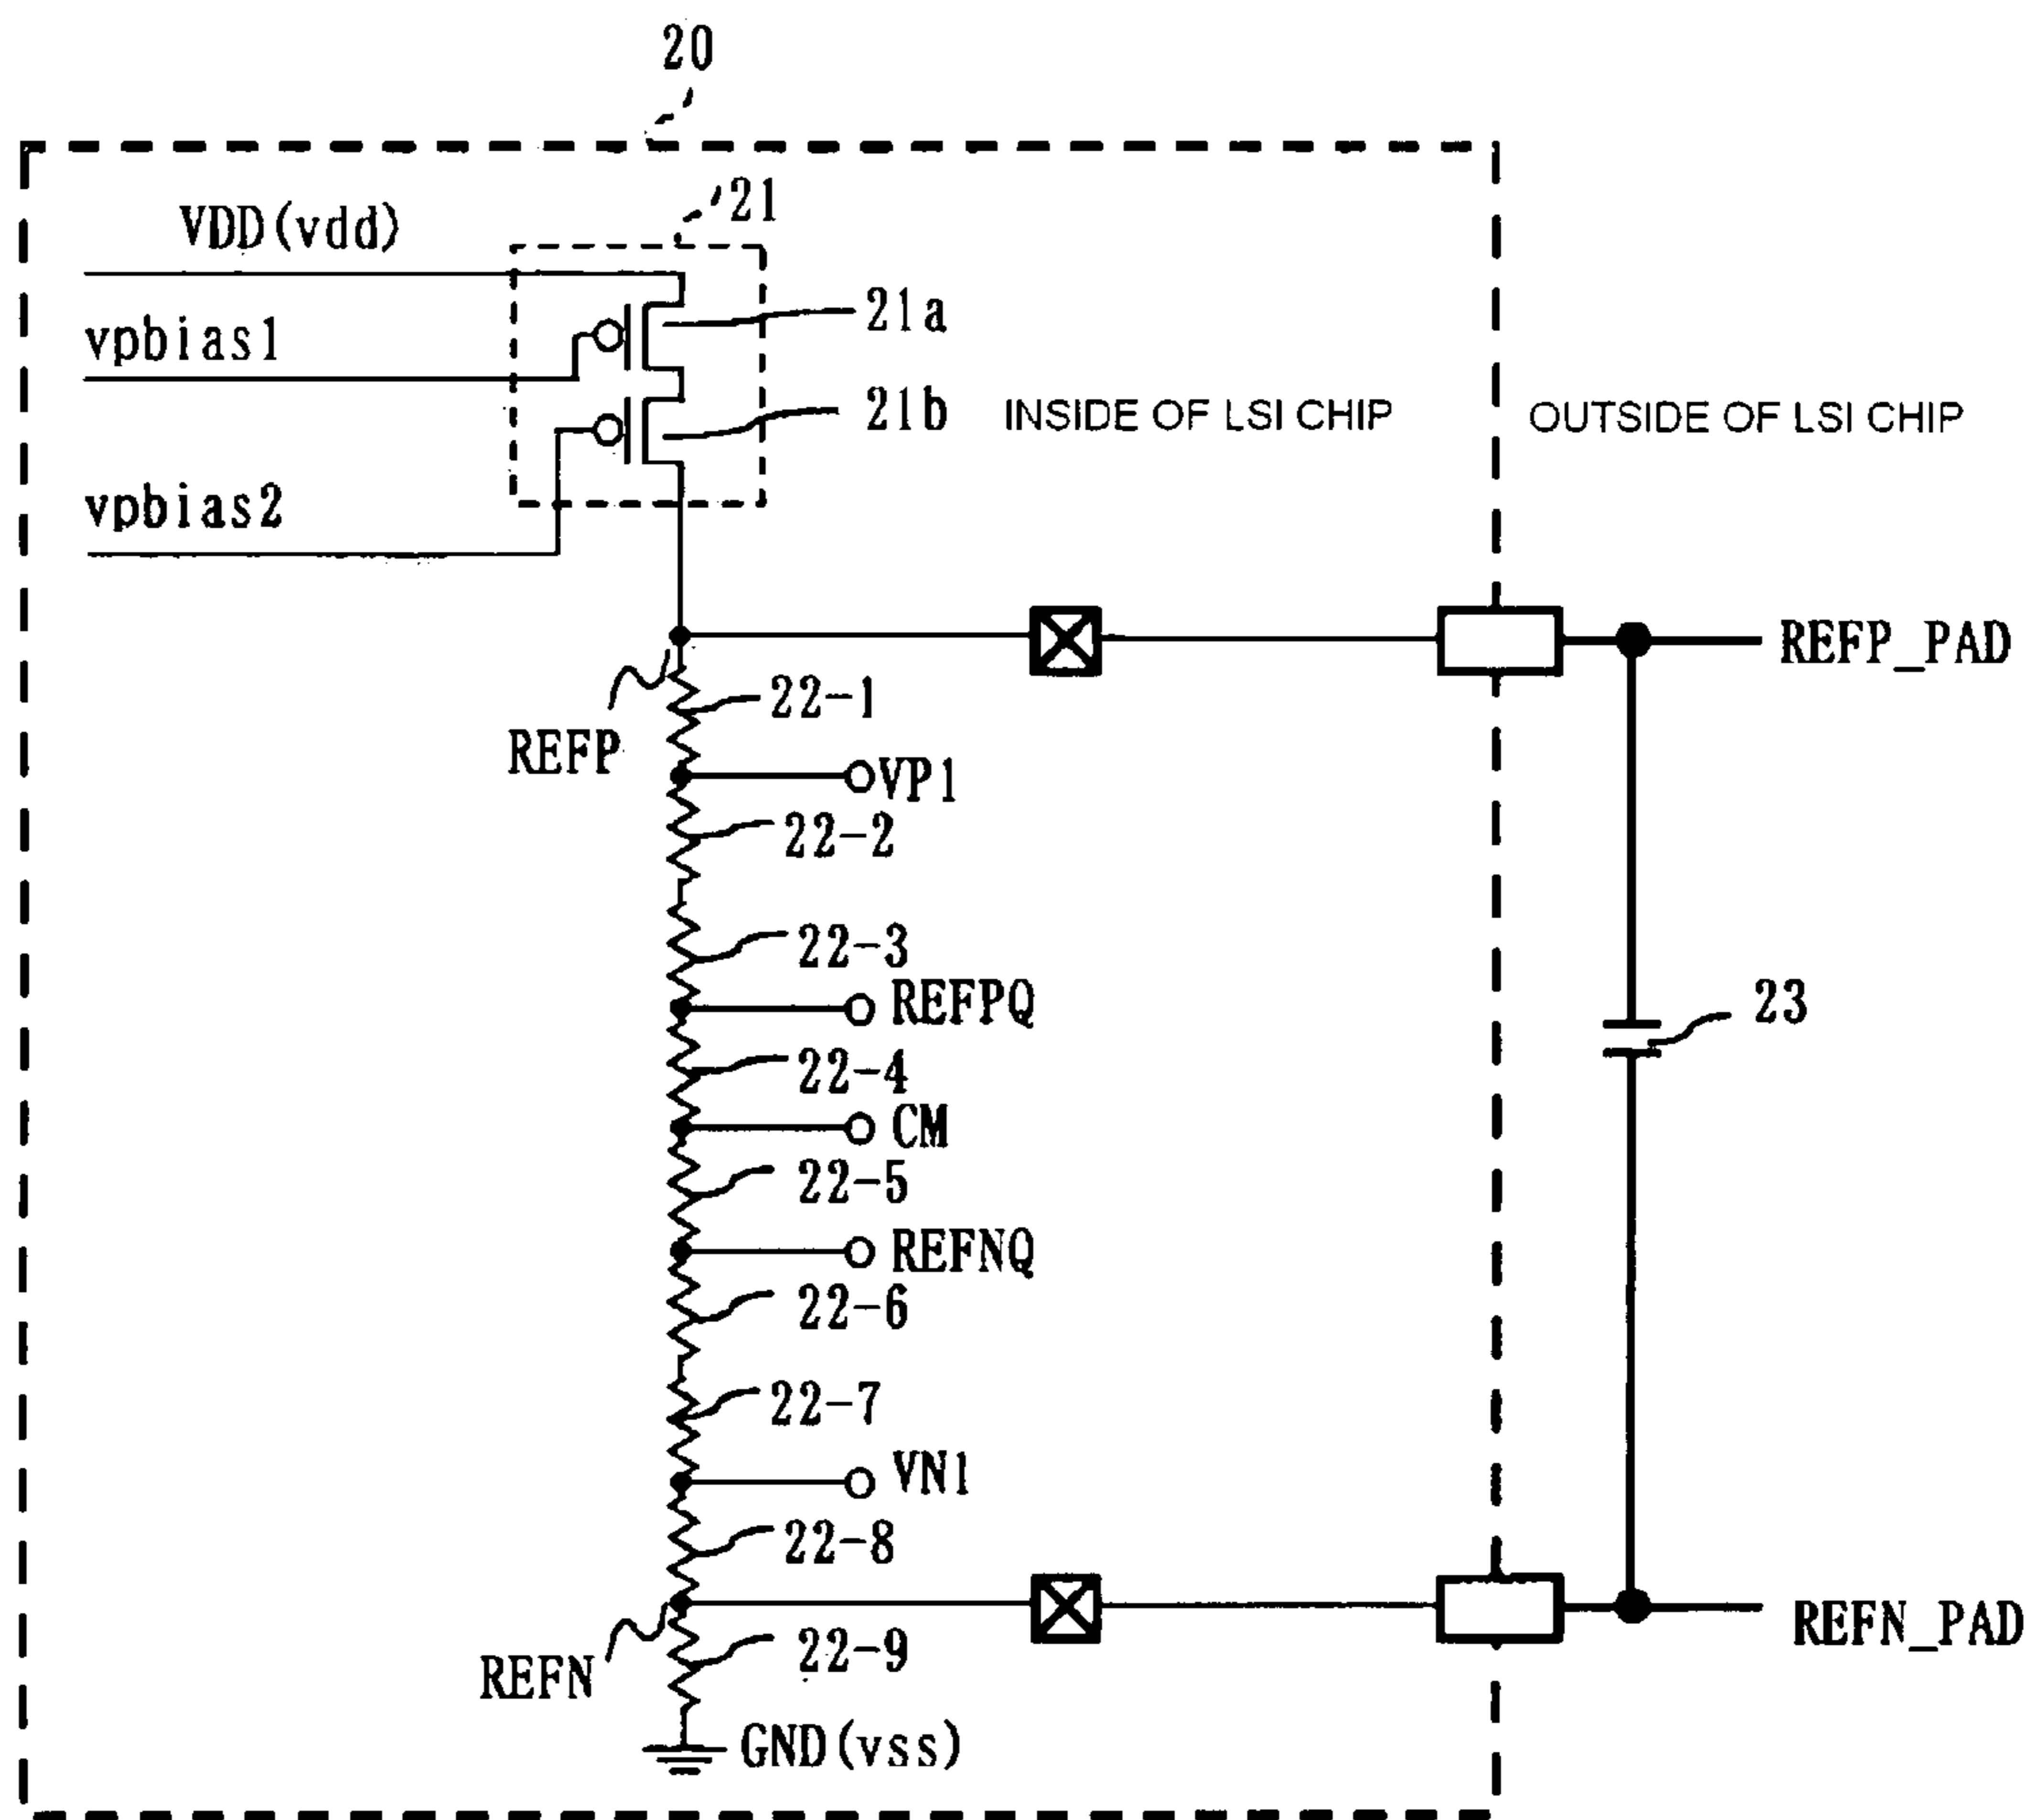 20
21
VDD(vdd)
vpbias1
21a
21b
INSIDE OF LSI CHIP
OUTSIDE OF LSI CHIP
vpbias2
REFP_PAD
22-1
REFP
VP1
22-2
22-3
REFPQ
23
22-4
CM
22-5
REFNQ
22-6
22-7
VN1
22-8
REFN_PAD
22-9
REFN
GND(vss)